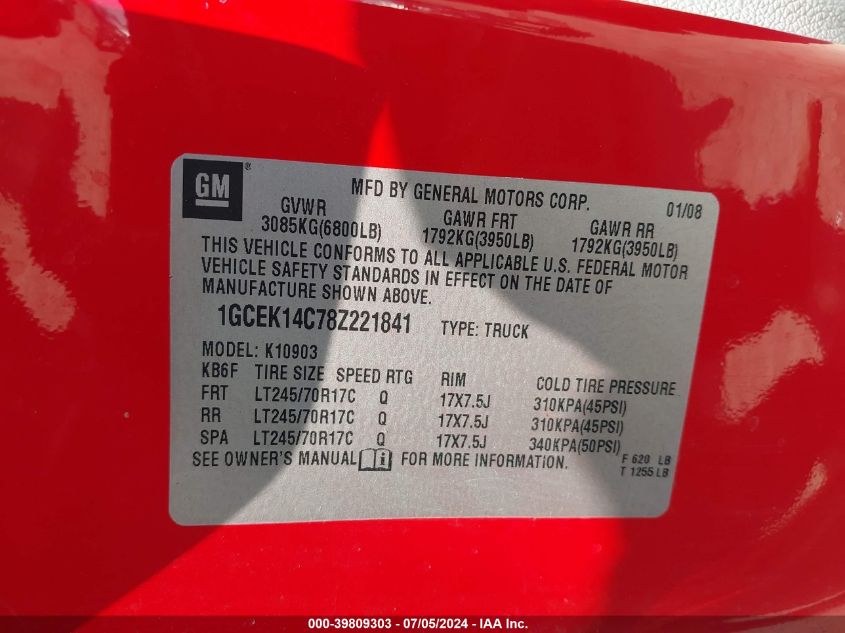 GM ®
MFD BY GENERAL MOTORS CORP. 01/08
GVWR GAWR FRT GAWR RR
3085KG(6800LB) 1792KG(3950LB) 1792KG(3950LB)
THIS VEHICLE CONFORMS TO ALL APPLICABLE U.S. FEDERAL MOTOR
VEHICLE SAFETY STANDARDS IN EFFECT ON THE DATE OF
MANUFACTURE SHOWN ABOVE.
1GCEK14C78Z221841 TYPE: TRUCK
MODEL: K10903
KB6F TIRE SIZE SPEED RTG RIM COLD TIRE PRESSURE
FRT LT245/70R17C Q 17X7.5J 310KPA(45PSI)
RR LT245/70R17C Q 17X7.5J 310KPA(45PSI)
SPA LT245/70R17C Q 17X7.5J 340KPA(50PSI)
SEE OWNER'S MANUAL i FOR MORE INFORMATION. F 620 LB
T 1255 LB
000-39809303 - 07/05/2024 - IAA Inc.